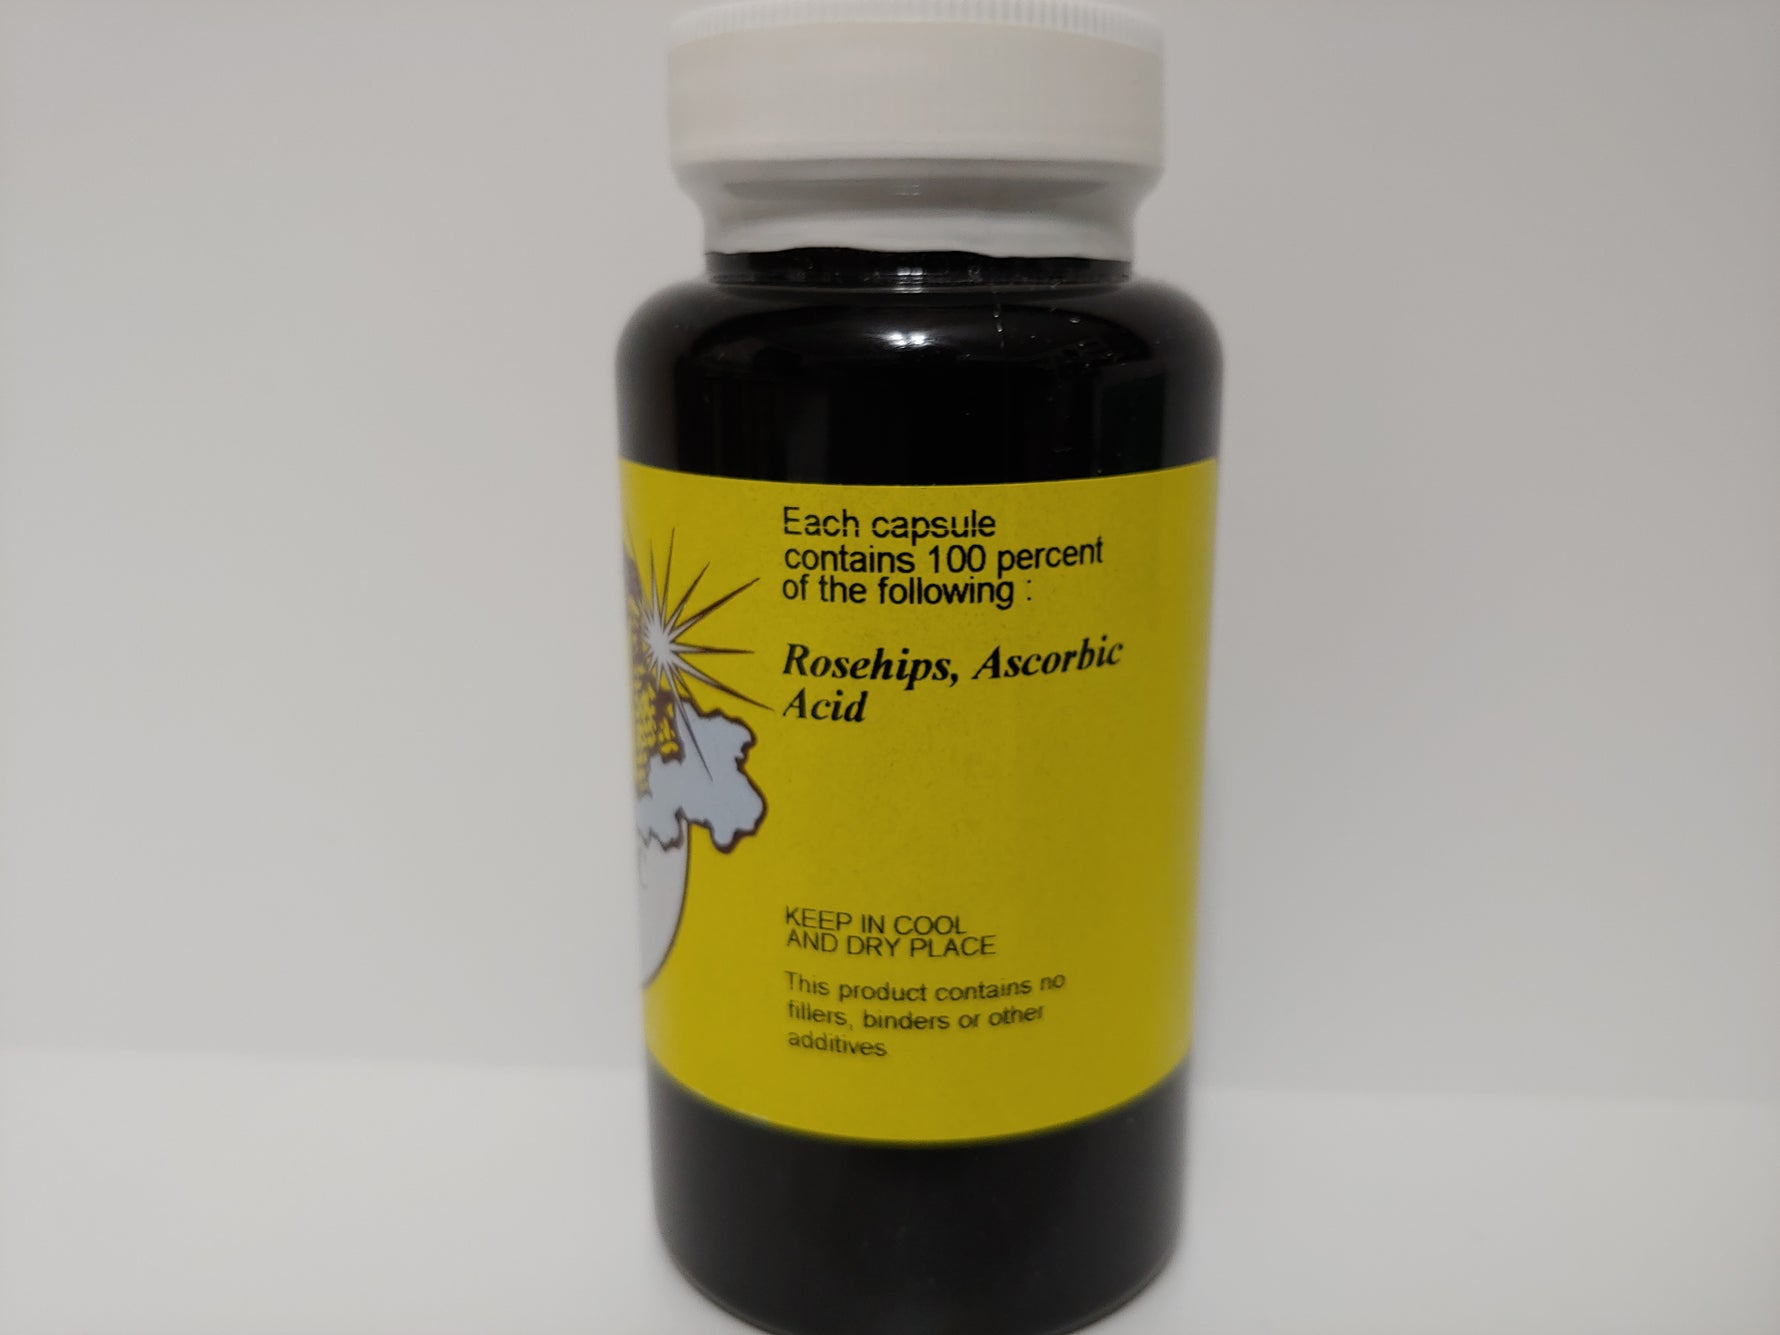 Each capsule
contains 100 percent
of the following :
Rosehips, Ascorbic
Acid
KEEP IN COOL
AND DRY PLACE
This product contains no
fillers, binders or other
additives